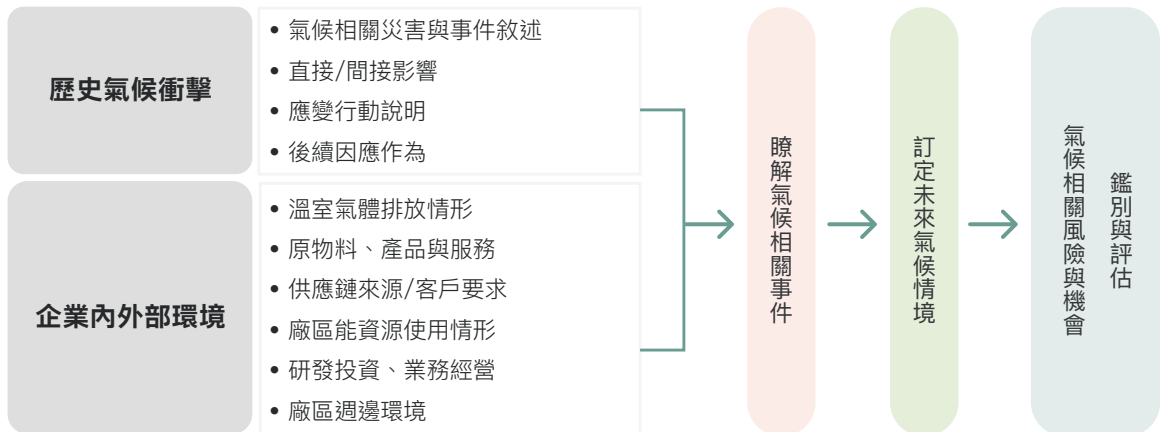 歷史氣候衝擊
• 氣候相關災害與事件敘述
• 直接/間接影響
• 應變行動說明
• 後續因應作為
企業內外部環境
• 溫室氣體排放情形
• 原物料、產品與服務
• 供應鏈來源/客戶要求
• 廠區能資源使用情形
• 研發投資、業務經營
• 廠區週邊環境
瞭解氣候相關事件
訂定未來氣候情境
鑑別與評估
氣候相關風險與機會